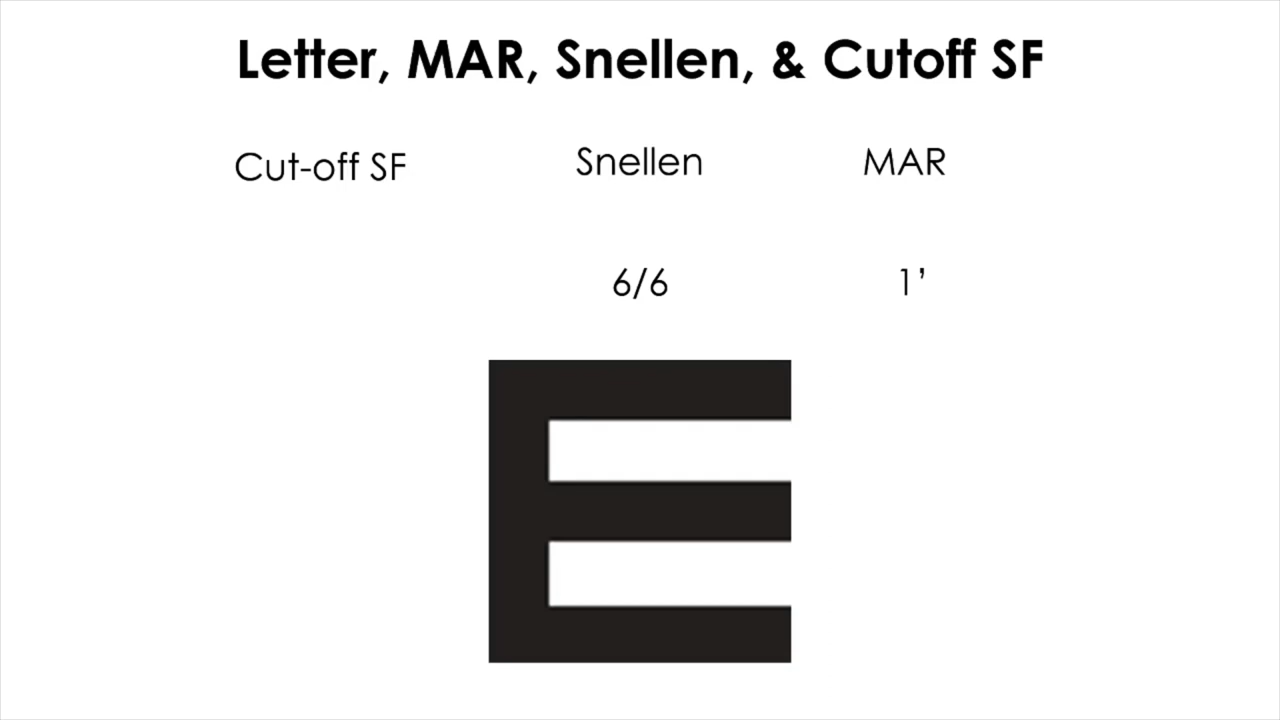 Letter, MAR, Snellen, & Cutoff SF
Cut-off SF Snellen MAR
6/6 1’
E